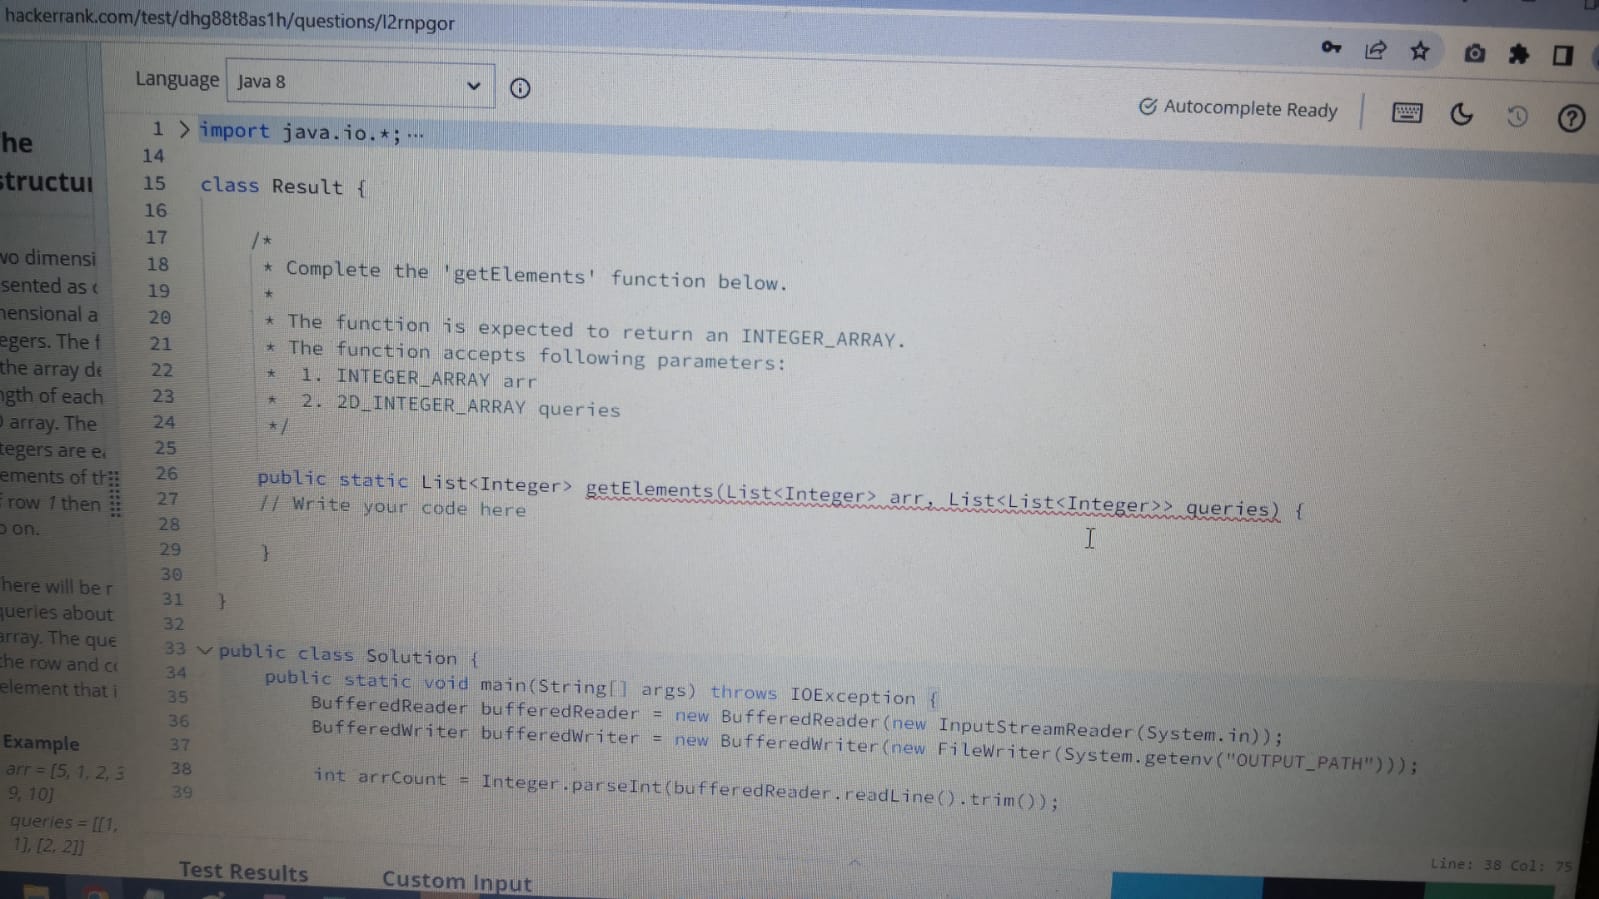 hackerrank.com/test/dhg88t8as1h/questions/l2rnpgor
Language Java 8
Autocomplete Ready
he
structu
wo dimensi
sented as
mensional a
egers. The f
the array de
ngth of each
array. The
tegers are e
ements of th
row 1 then
o on.
here will be r
queries about
array. The que
the row and c
element that i
Example
arr = [5, 1, 2, 3
9, 10]
queries = [[1,
1], [2, 2]]
1 import java.io.*;...
14
15 class Result {
16
17 /*
18 * Complete the 'getElements' function below.
19 *
20 * The function is expected to return an INTEGER_ARRAY.
21 * The function accepts following parameters:
22 * 1. INTEGER_ARRAY arr
23 * 2. 2D_INTEGER_ARRAY queries
24 */
25
26 public static List<Integer> getElements(List<Integer> arr, List<List<Integer>> queries) {
27 // Write your code here
28
29 }
30
31 }
32
33 public class Solution {
34 public static void main(String[] args) throws IOException {
35 BufferedReader bufferedReader = new BufferedReader(new InputStreamReader(System.in));
36 BufferedWriter bufferedWriter = new BufferedWriter(new FileWriter(System.getenv("OUTPUT_PATH")));
37
38 int arrCount = Integer.parseInt(bufferedReader.readLine().trim());
39
Line: 38 Col: 75
Test Results
Custom Input